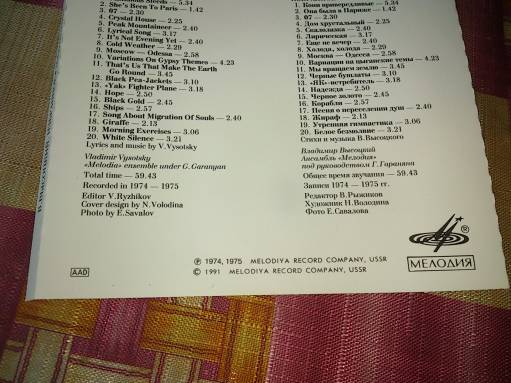 Steeds — 5.34
2. She's Been To Paris — 1.42
3. 07 — 2.30
4. Crystal House — 2.25
5. Peak Mountaineer — 2.40
6. Lyrical Song — 3.17
7. It's Not Evening Yet — 2.40
8. Cold Weather — 2.29
9. Moscow — Odessa — 2.58
10. Variations On Gypsy Themes — 4.23
11. That's Us That Make The Earth
Go Round — 3.45
12. Black Pea-Jackets — 3.10
13. «Yak» Fighter Plane — 3.18
14. Hope — 2.50
15. Black Gold — 2.45
16. Ships — 2.57
17. Song About Migration Of Souls — 2.40
18. Giraffe — 2.13
19. Morning Exercises — 3.06
20. White Silence — 3.21
Lyrics and music by V.Vysotsky
Vladimir Vysotsky
«Melodia» ensemble under G.Garanyan
Total time — 59.43
Recorded in 1974 — 1975
Editor V.Ryzhikov
Cover design by N.Volodina
Photo by E.Savalov
1. Кони привередливые — 5.34
2. Она была в Париже — 1.42
3. 07 — 2.30
4. Дом хрустальный — 2.25
5. Скалолазка — 2.40
6. Лирическая — 3.17
7. Еще не вечер — 2.40
8. Холода, холода — 2.29
9. Москва — Одесса — 2.58
10. Вариации на цыганские темы — 4.23
11. Мы вращаем землю — 3.45
12. Черные бушлаты — 3.10
13. «ЯК»-истребитель — 3.18
14. Надежда — 2.50
15. Черное золото — 2.45
16. Корабли — 2.57
17. Песня о переселении душ — 2.40
18. Жираф — 2.13
19. Утренняя гимнастика — 3.06
20. Белое безмолвие — 3.21
Стихи и музыка В.Высоцкого
Владимир Высоцкий
Ансамбль «Мелодия»
под руководством Г.Гараняна
Общее время звучания — 59.43
Записи 1974 — 1975 гг.
Редактор В.Рыжиков
Художник Н.Володина
Фото Е.Савалова
AAD
℗ 1974, 1975 MELODIYA RECORD COMPANY, USSR
© 1991 MELODIYA RECORD COMPANY, USSR
®
МЕЛОДИЯ